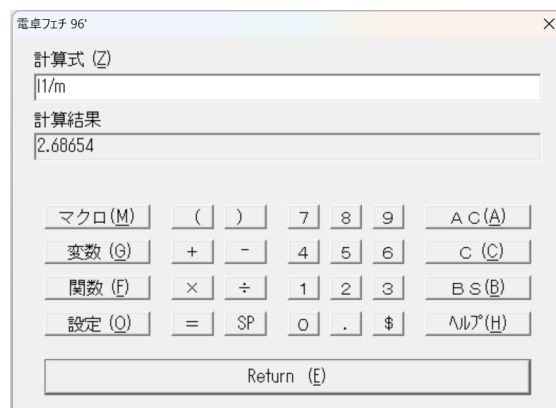 電卓フェチ 96'
計算式 (Z)
l1/m
計算結果
2.68654
マクロ(M) ( ) 7 8 9 AC(A)
変数 (G) + - 4 5 6 C (C)
関数 (F) × ÷ 1 2 3 BS(B)
設定 (O) = SP 0 . $ ヘルプ(H)
Return (E)